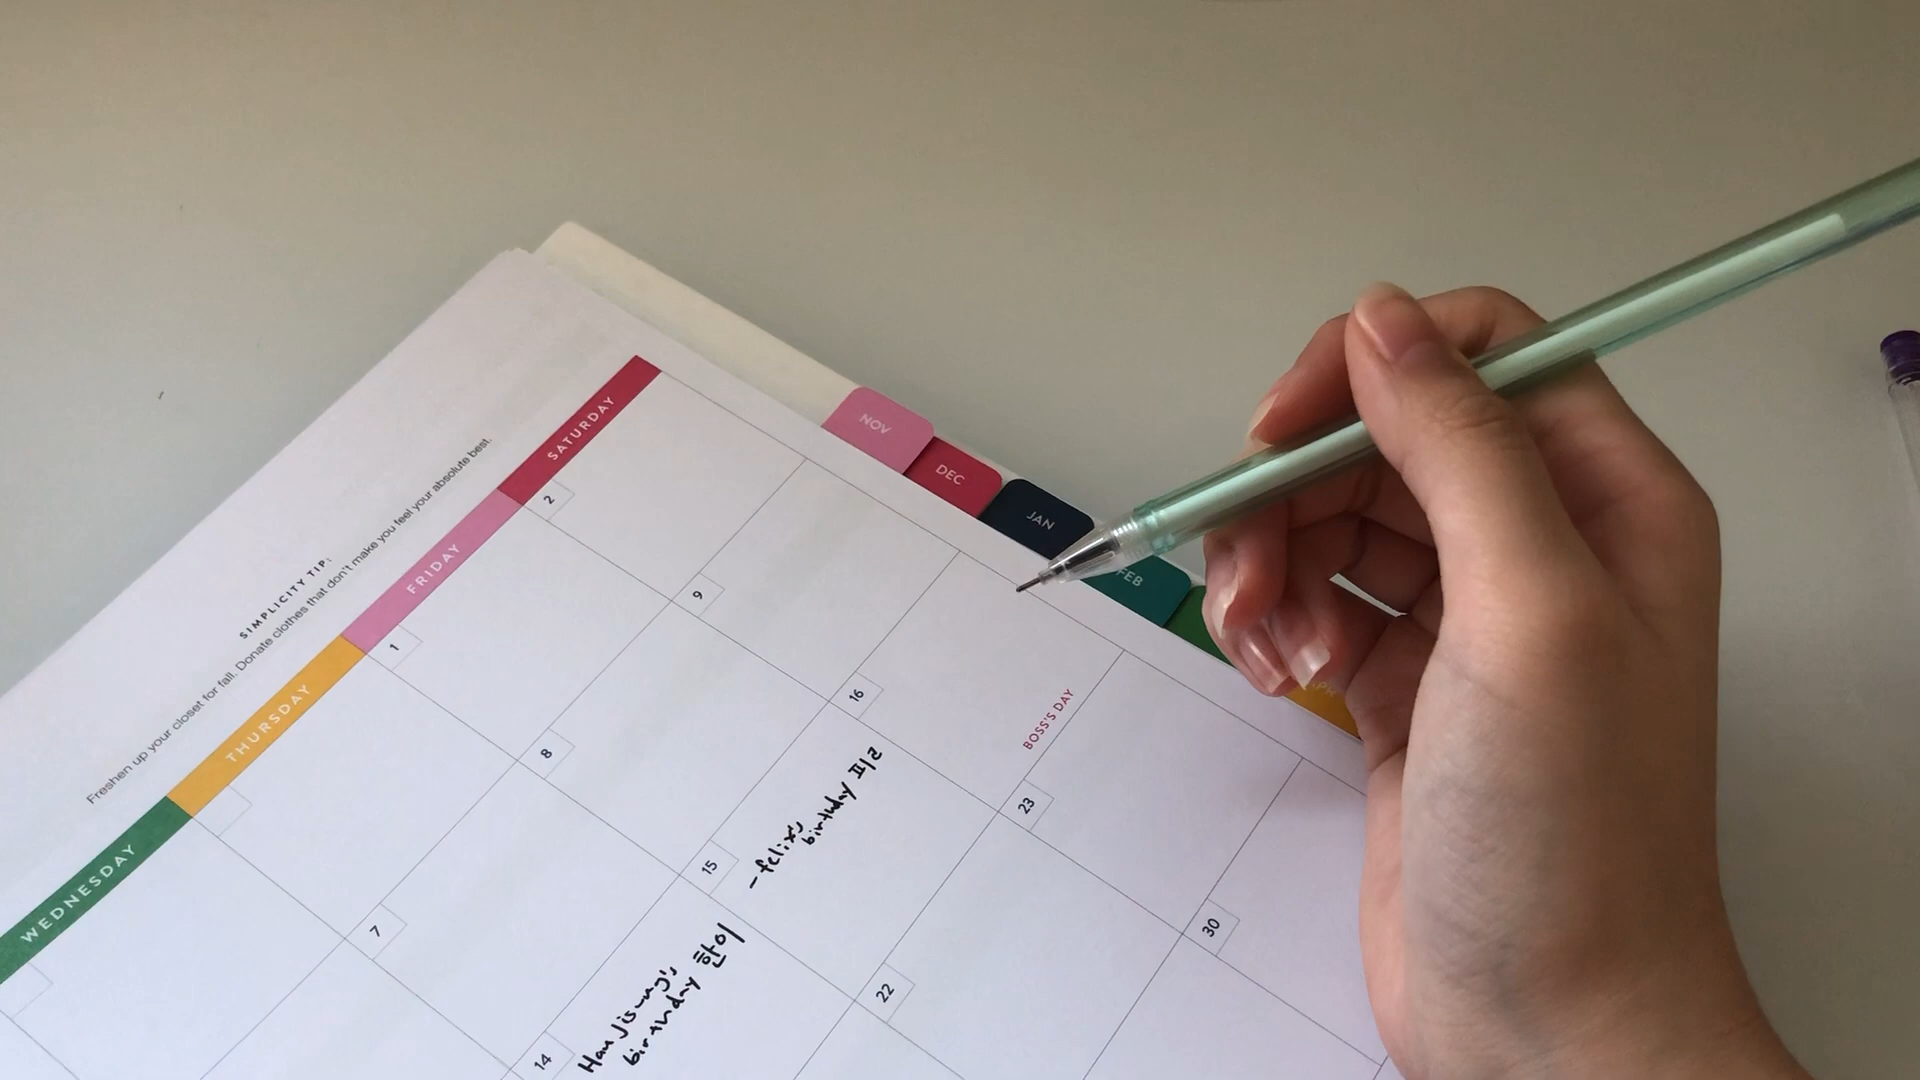 SIMPLICITY TIP:
Freshen up your closet for fall. Donate clothes that don't make you feel your absolute best.
WEDNESDAY
THURSDAY
FRIDAY
SATURDAY
1
2
7
8
9
14
Han Jisung's
birthday 한이
15
- felix's
birthday 필릭
16
BOSS'S DAY
22
23
30
NOV
DEC
JAN
FEB